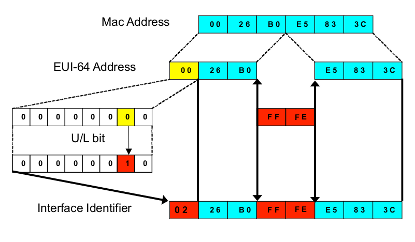 Mac Address 00 26 B0 E5 83 3C
EUI-64 Address 00 26 B0 E5 83 3C
0 0 0 0 0 0 0 0
FF FE
U/L bit
0 0 0 0 0 0 1 0
Interface Identifier 02 26 B0 FF FE E5 83 3C